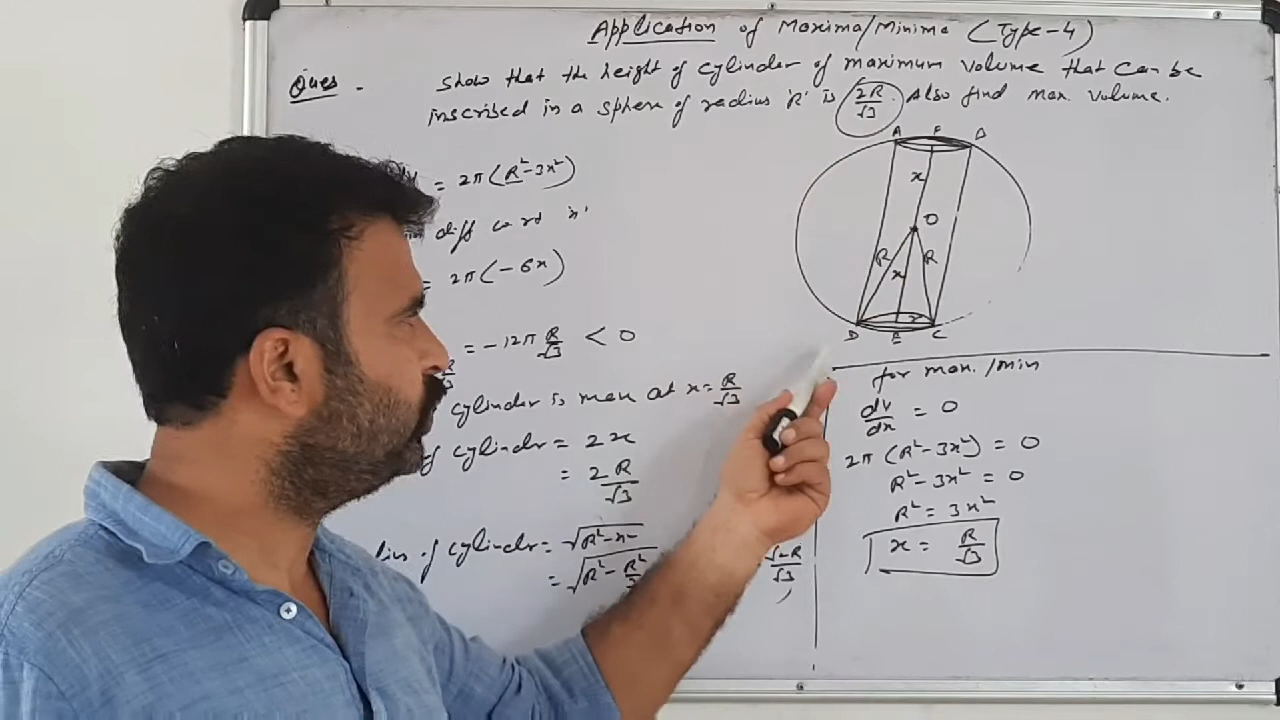 Application of Maxima/Minima (Type-4)
Ques. Show that the height of cylinder of maximum volume that can be
inscribed in a sphere of radius 'R' is 2R/√3. Also find max. volume.
= 2π(R²-3x²)
diff w.r.t 'x'
= 2π(-6x)
= -12π R/√3 < 0
cylinder is max at x = R/√3
of cylinder = 2x
= 2R/√3
of cylinder = √R²-x²
= √R²-R²
√2R/√3
A F B
x
O
R x R
r
D E C
for max./min
dv/dx = 0
2π(R²-3x²) = 0
R²-3x² = 0
R² = 3x²
x = R/√3